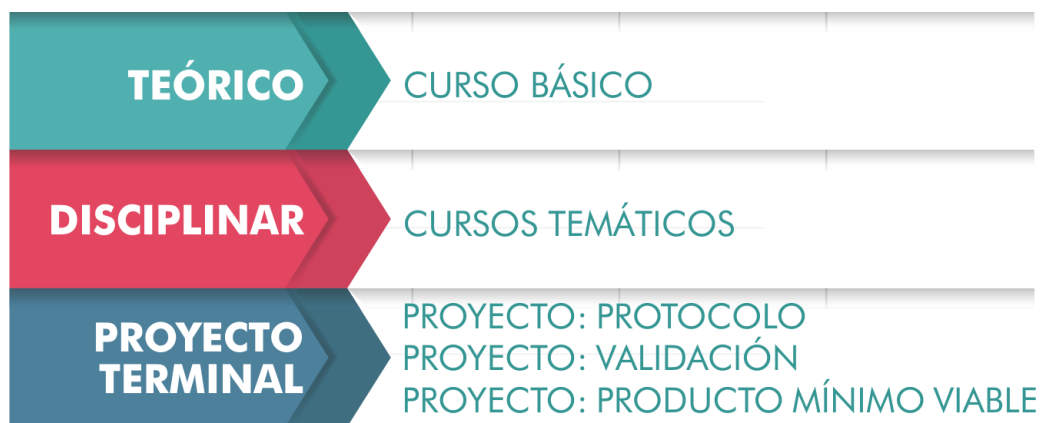 TEÓRICO
CURSO BÁSICO
DISCIPLINAR
CURSOS TEMÁTICOS
PROYECTO
TERMINAL
PROYECTO: PROTOCOLO
PROYECTO: VALIDACIÓN
PROYECTO: PRODUCTO MÍNIMO VIABLE